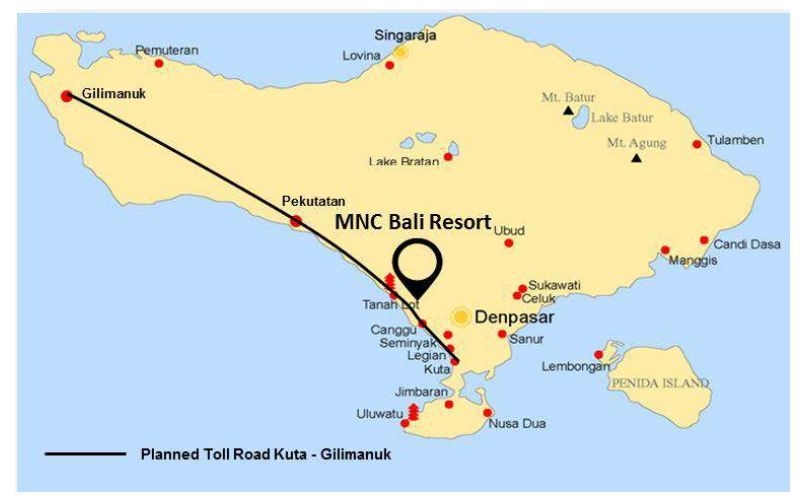 Singaraja
Pemuteran
Lovina
Gilimanuk
Mt. Batur
Lake Batur
Mt. Agung
Tulamben
Lake Bratan
Pekutatan
MNC Bali Resort
Ubud
Candi Dasa
Manggis
Sukawati
Celuk
Tanah Lot
Denpasar
Canggu
Seminyak
Sanur
Legian
Kuta
Lembongan
PENIDA ISLAND
Jimbaran
Uluwatu
Nusa Dua
Planned Toll Road Kuta - Gilimanuk